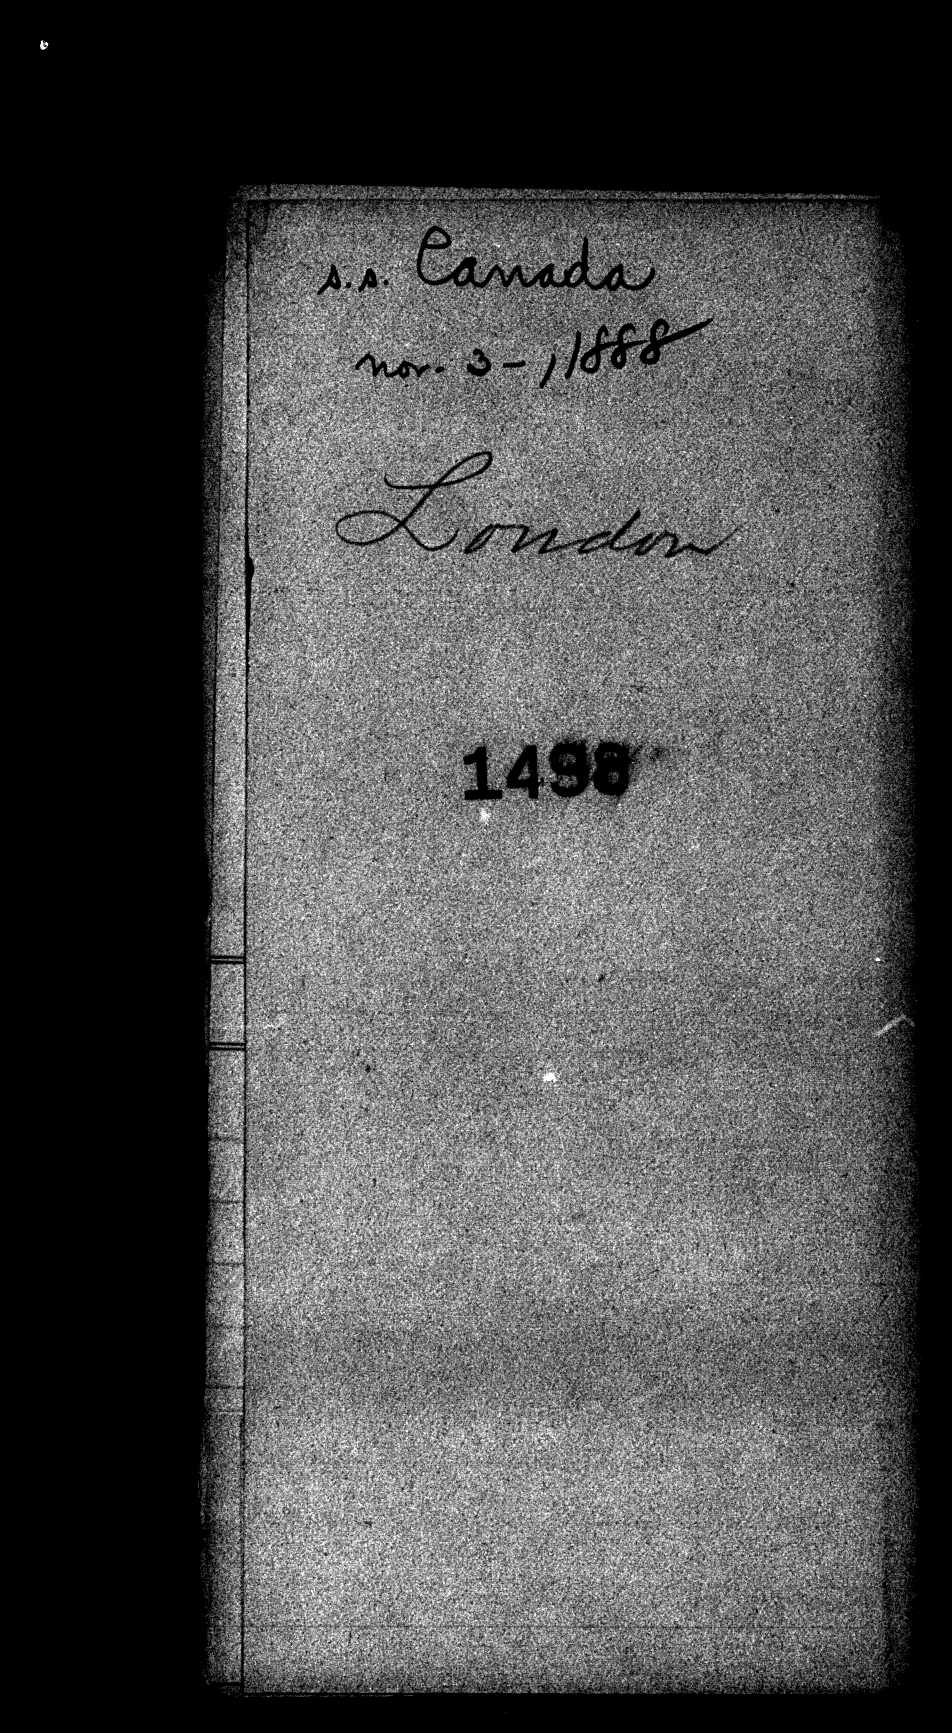 s.s. Canada
nov. 3-, 1888
London
1498